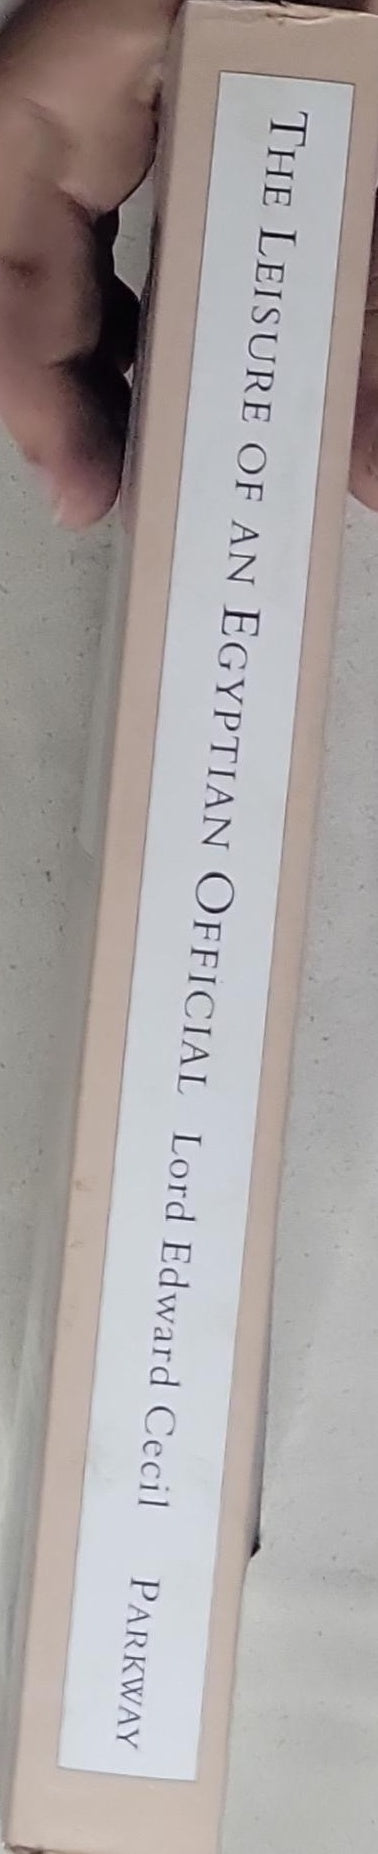 THE LEISURE OF AN EGYPTIAN OFFICIAL Lord Edward Cecil PARKWAY